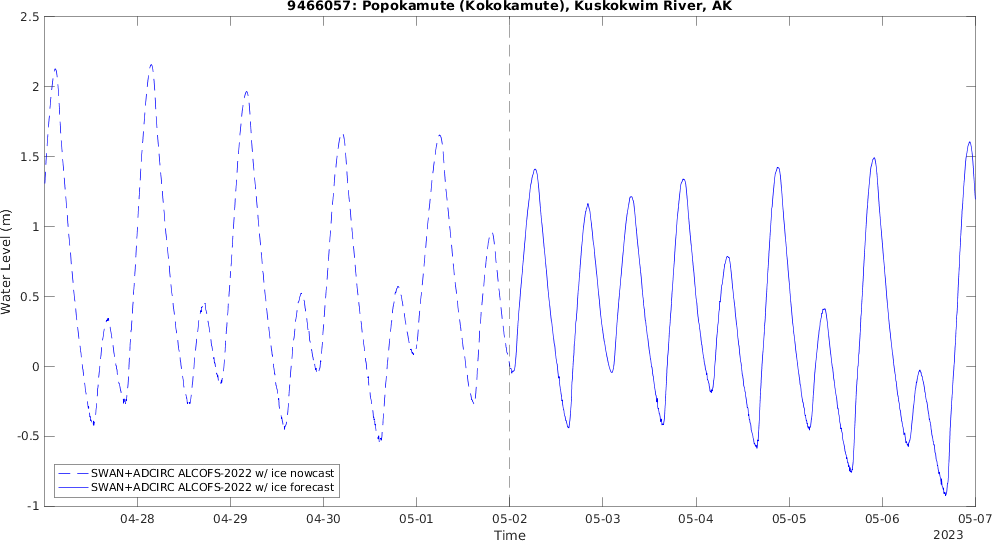 9466057: Popokamute (Kokokamute), Kuskokwim River, AK
2.5
2
1.5
1
0.5
0
-0.5
-1
Water Level (m)
SWAN+ADCIRC ALCOFS-2022 w/ ice nowcast
SWAN+ADCIRC ALCOFS-2022 w/ ice forecast
04-28 04-29 04-30 05-01 05-02 05-03 05-04 05-05 05-06 05-07
Time
2023